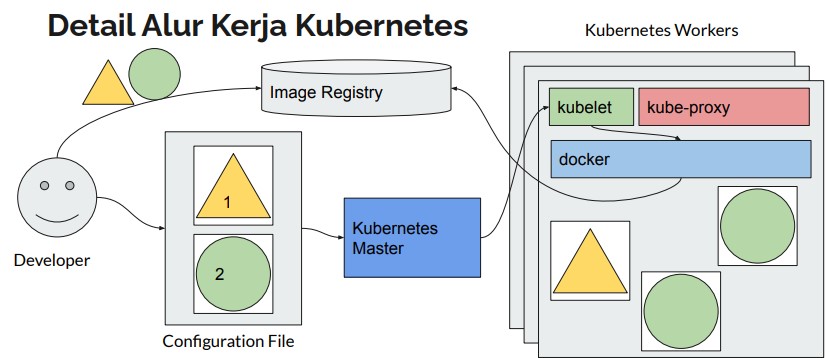 Detail Alur Kerja Kubernetes
Kubernetes Workers
Image Registry
kubelet
kube-proxy
docker
1
2
Kubernetes
Master
Developer
Configuration File